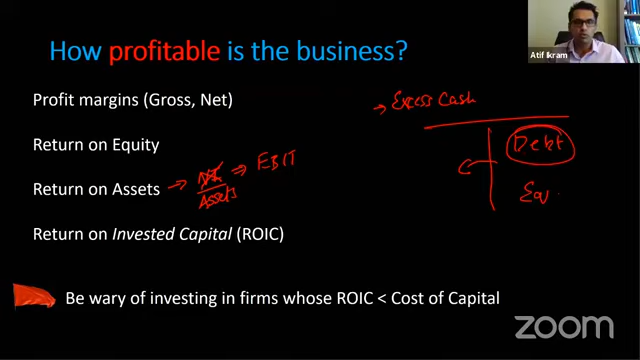 How profitable is the business?
Atif Ikram
Profit margins (Gross, Net)
→ Excess Cash
Return on Equity
Debt
Return on Assets → NI/Assets ⇒ EBIT
Eq
Return on Invested Capital (ROIC)
Be wary of investing in firms whose ROIC < Cost of Capital
zoom